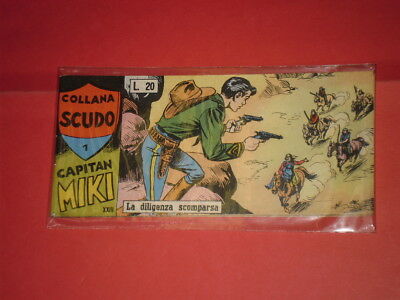 COLLANA
SCUDO
1
CAPITAN
MIKI
L. 20
La diligenza scomparsa